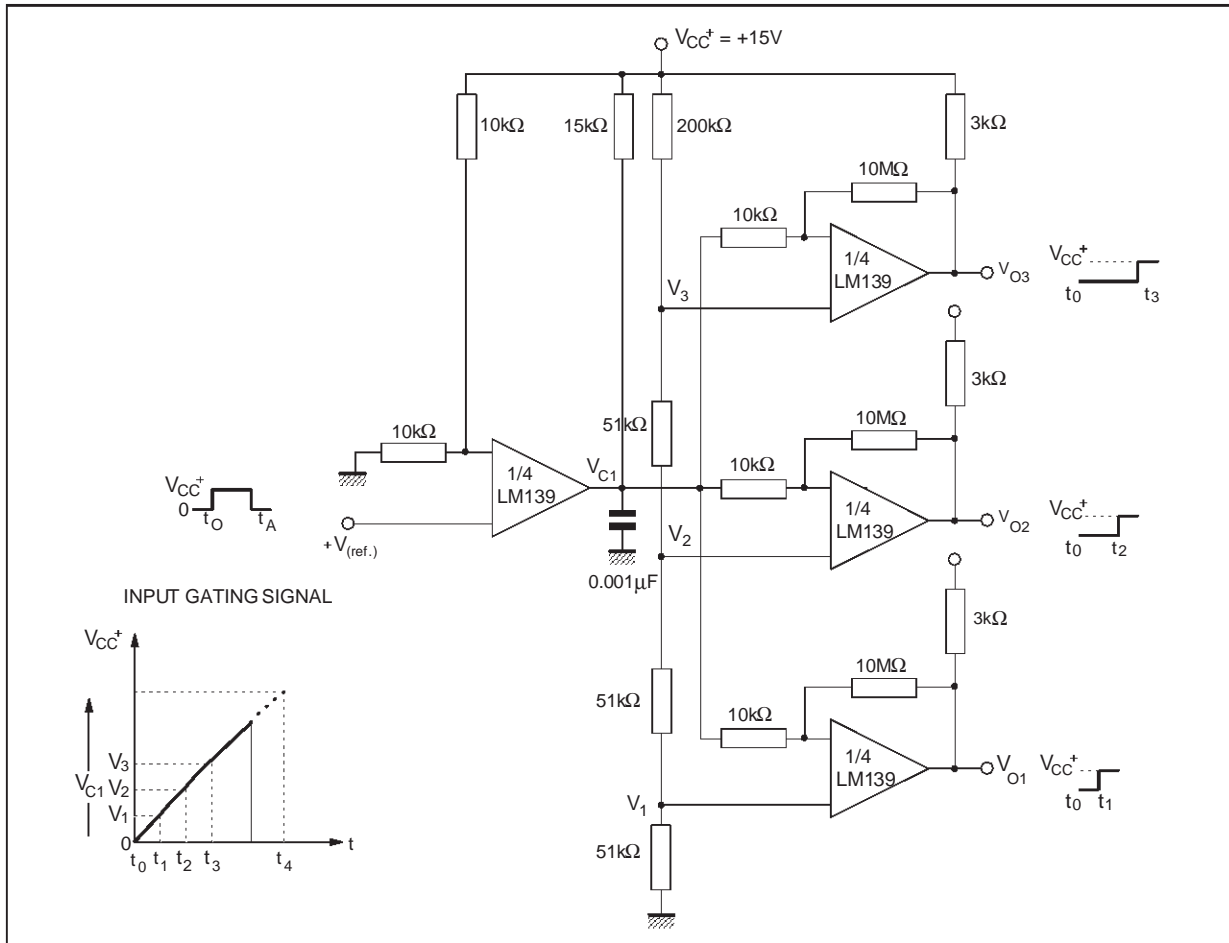 VCC+ = +15V
10kΩ
15kΩ
200kΩ
3kΩ
10MΩ
10kΩ
1/4
LM139
V3
VO3
VCC+
t0 t3
51kΩ
3kΩ
10MΩ
10kΩ
10kΩ
1/4
LM139
VC1
1/4
LM139
V2
VO2
VCC+
t0 t2
VCC+
0
tO tA
+V(ref.)
0.001µF
INPUT GATING SIGNAL
3kΩ
10MΩ
51kΩ
10kΩ
1/4
LM139
V1
VO1
VCC+
t0 t1
51kΩ
VCC+
V3
VC1
V2
V1
0
t0 t1 t2 t3 t4
t